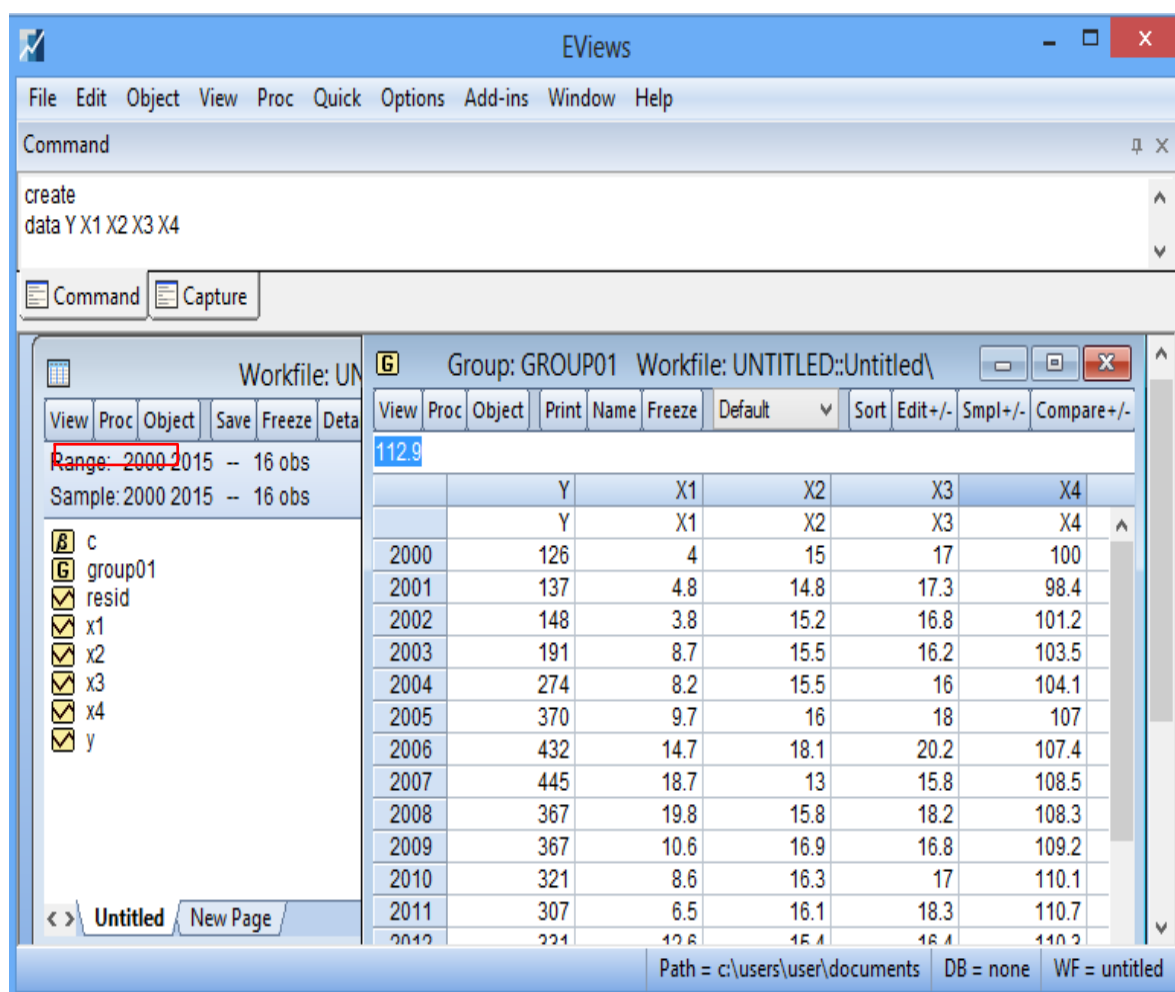 EViews
File Edit Object View Proc Quick Options Add-ins Window Help
Command
create
data Y X1 X2 X3 X4
Command Capture
Workfile: UN
View Proc Object Save Freeze Deta
Range: 2000 2015 -- 16 obs
Sample: 2000 2015 -- 16 obs
c
group01
resid
x1
x2
x3
x4
y
Untitled New Page
Group: GROUP01 Workfile: UNTITLED::Untitled\
View Proc Object Print Name Freeze Default Sort Edit+/- Smpl+/- Compare+/-
112.9
Y X1 X2 X3 X4
Y X1 X2 X3 X4
2000 126 4 15 17 100
2001 137 4.8 14.8 17.3 98.4
2002 148 3.8 15.2 16.8 101.2
2003 191 8.7 15.5 16.2 103.5
2004 274 8.2 15.5 16 104.1
2005 370 9.7 16 18 107
2006 432 14.7 18.1 20.2 107.4
2007 445 18.7 13 15.8 108.5
2008 367 19.8 15.8 18.2 108.3
2009 367 10.6 16.9 16.8 109.2
2010 321 8.6 16.3 17 110.1
2011 307 6.5 16.1 18.3 110.7
2012 12.6 15.4 16.4 110.3
Path = c:\users\user\documents DB = none WF = untitled